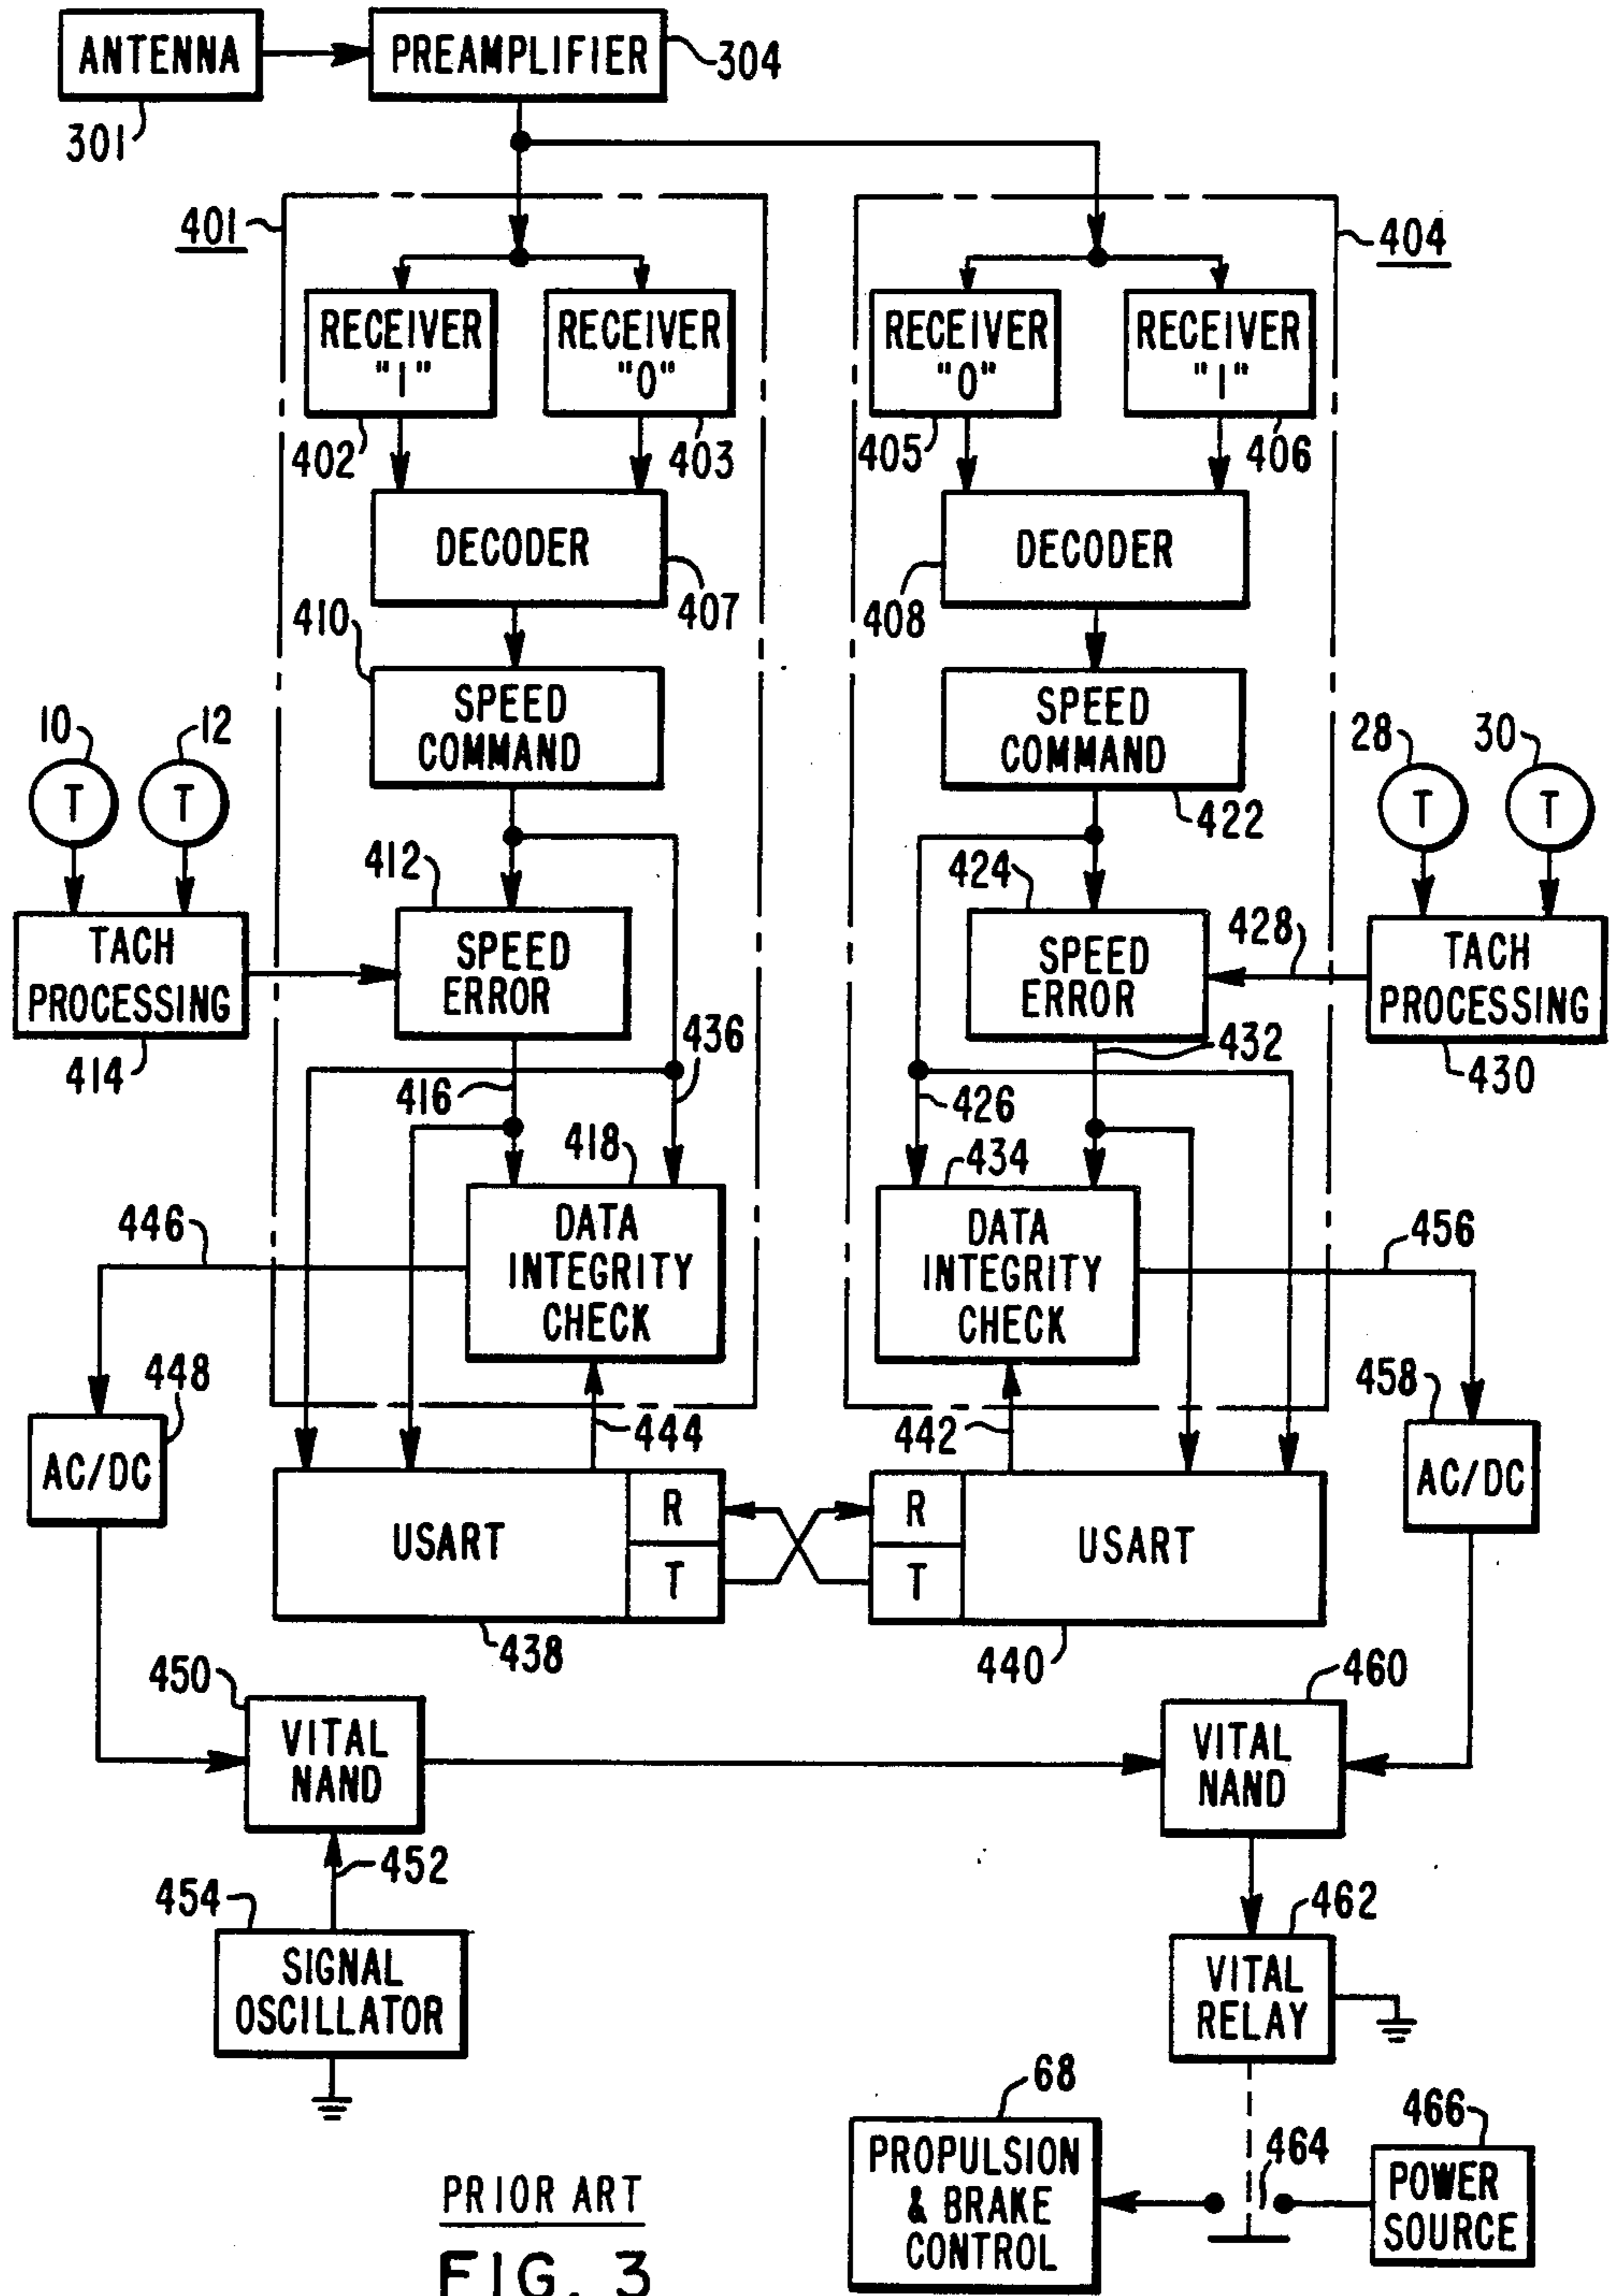 ANTENNA
PREAMPLIFIER
304
301
401
404
RECEIVER
"1"
RECEIVER
"0"
RECEIVER
"0"
RECEIVER
"1"
402
403
405
406
DECODER
DECODER
407
408
410
SPEED
COMMAND
SPEED
COMMAND
422
10
12
28
30
T
T
T
T
412
424
428
TACH
PROCESSING
SPEED
ERROR
SPEED
ERROR
TACH
PROCESSING
414
430
436
432
416
426
418
434
446
456
DATA
INTEGRITY
CHECK
DATA
INTEGRITY
CHECK
448
458
444
442
AC/DC
AC/DC
USART
R
T
R
T
USART
438
440
450
460
VITAL
NAND
VITAL
NAND
452
454
462
SIGNAL
OSCILLATOR
VITAL
RELAY
68
464
466
PROPULSION
& BRAKE
CONTROL
POWER
SOURCE
PRIOR ART
FIG. 3